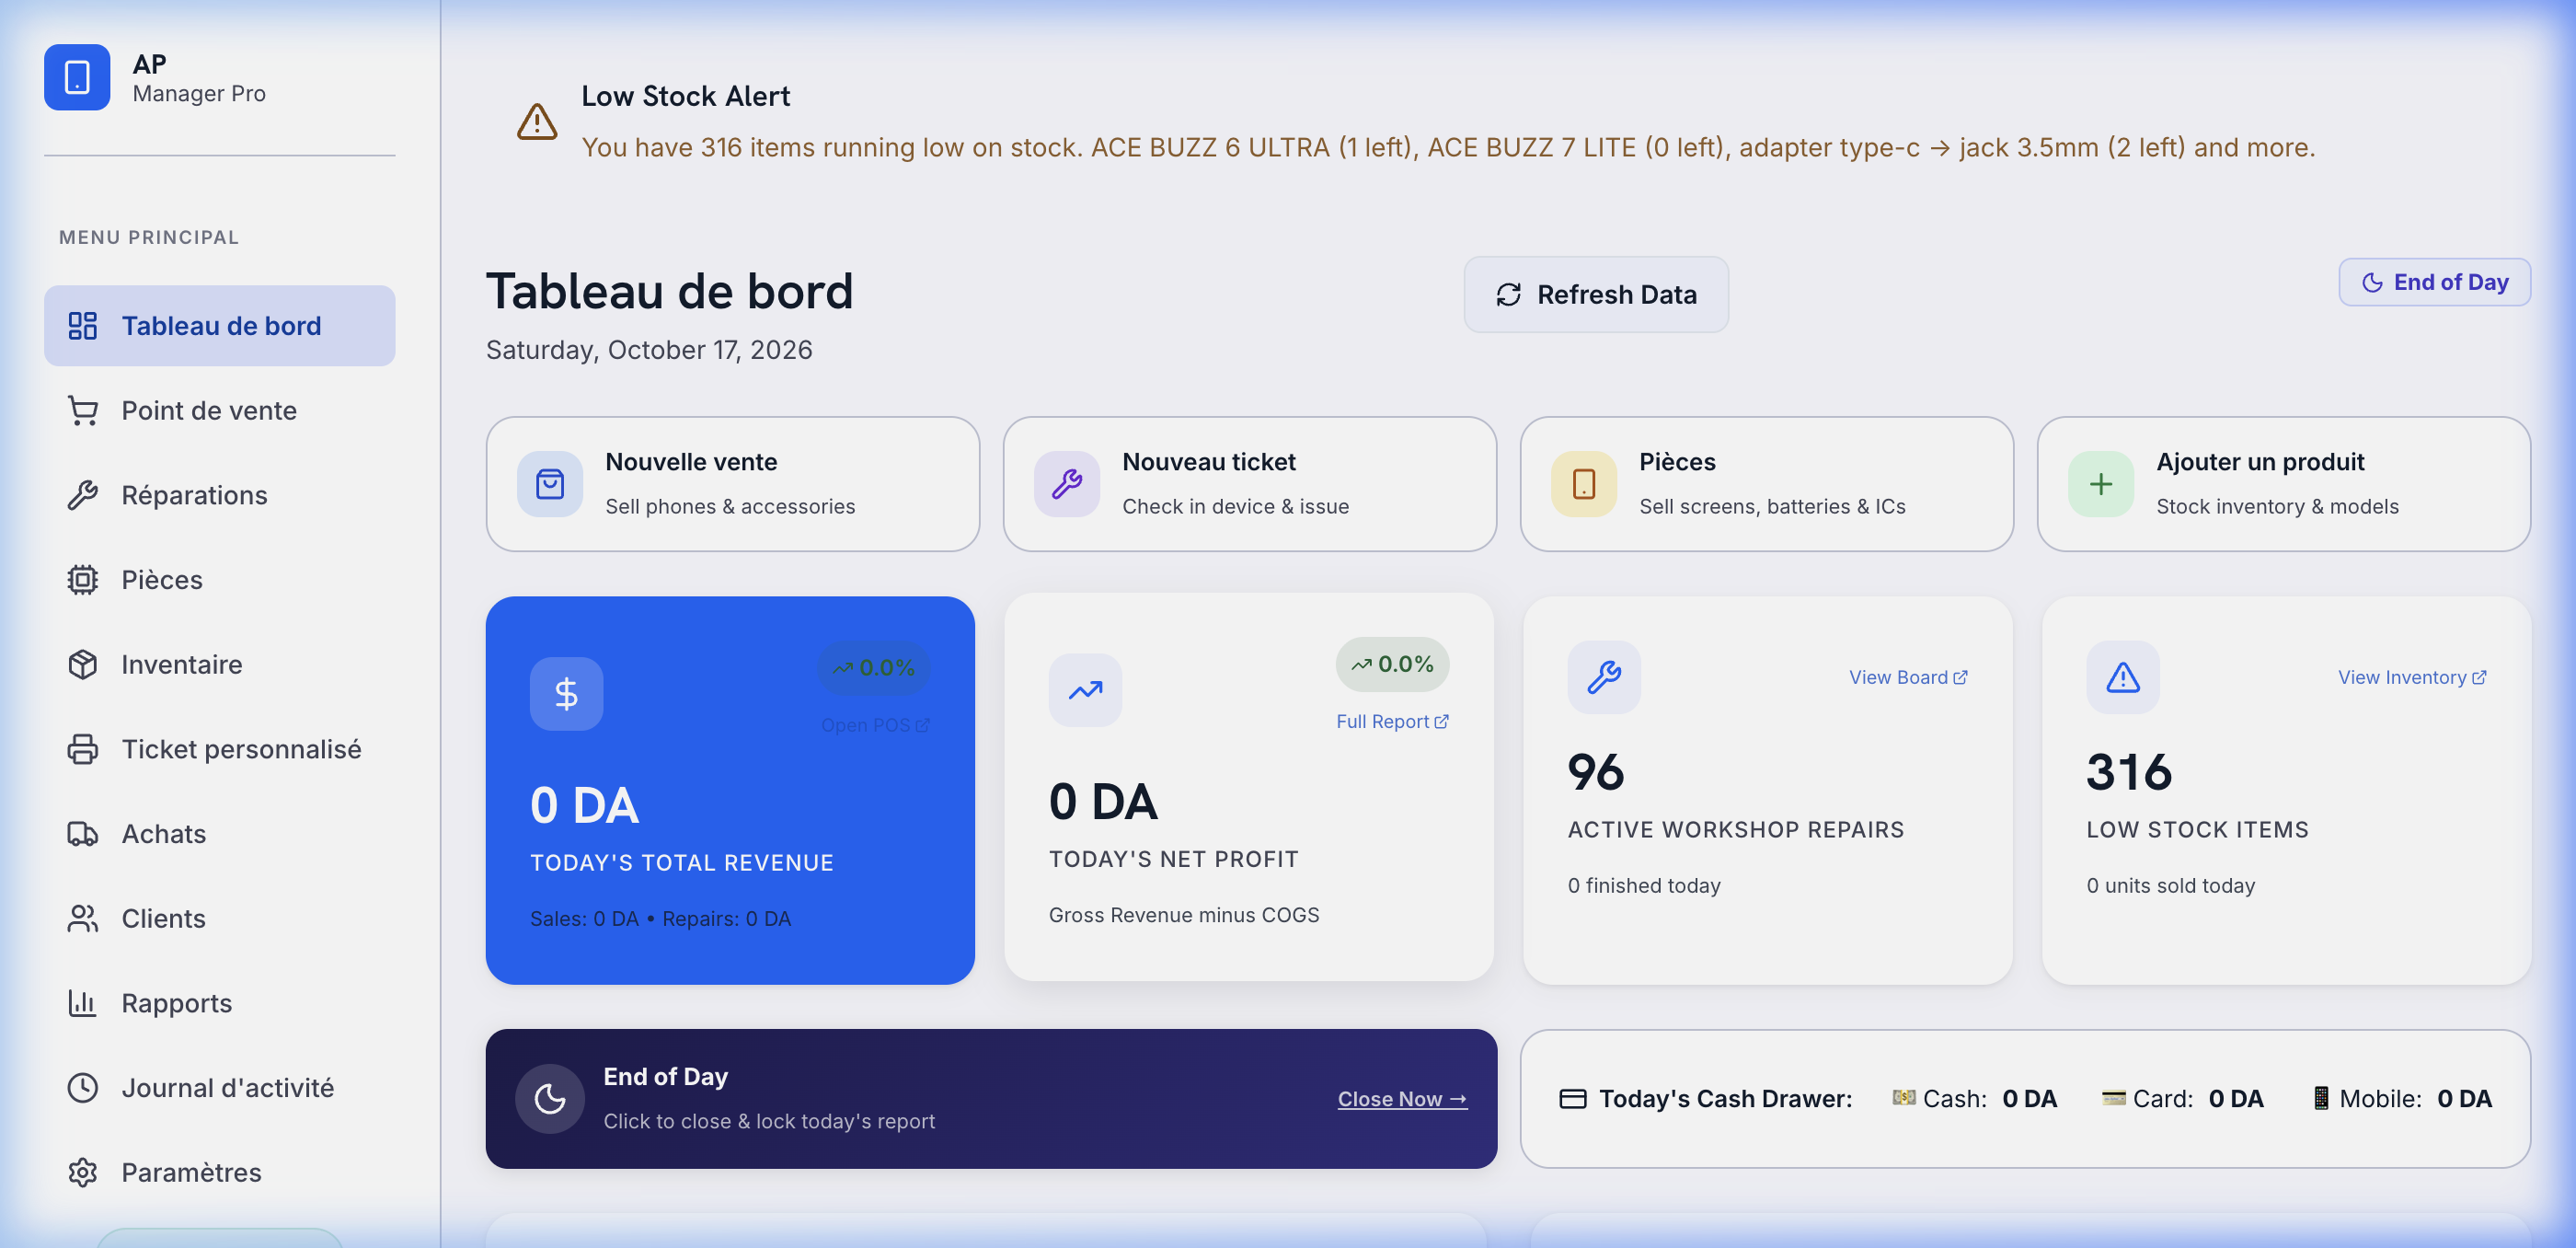 AP
Manager Pro
MENU PRINCIPAL
Tableau de bord
Point de vente
Réparations
Pièces
Inventaire
Ticket personnalisé
Achats
Clients
Rapports
Journal d'activité
Paramètres
Low Stock Alert
You have 316 items running low on stock. ACE BUZZ 6 ULTRA (1 left), ACE BUZZ 7 LITE (0 left), adapter type-c → jack 3.5mm (2 left) and more.
Tableau de bord
Saturday, October 17, 2026
Refresh Data
End of Day
Nouvelle vente
Sell phones & accessories
Nouveau ticket
Check in device & issue
Pièces
Sell screens, batteries & ICs
Ajouter un produit
Stock inventory & models
0.0%
Open POS
0 DA
TODAY'S TOTAL REVENUE
Sales: 0 DA • Repairs: 0 DA
0.0%
Full Report
0 DA
TODAY'S NET PROFIT
Gross Revenue minus COGS
View Board
96
ACTIVE WORKSHOP REPAIRS
0 finished today
View Inventory
316
LOW STOCK ITEMS
0 units sold today
End of Day
Click to close & lock today's report
Close Now →
Today's Cash Drawer: 💵 Cash: 0 DA 💳 Card: 0 DA 📱 Mobile: 0 DA